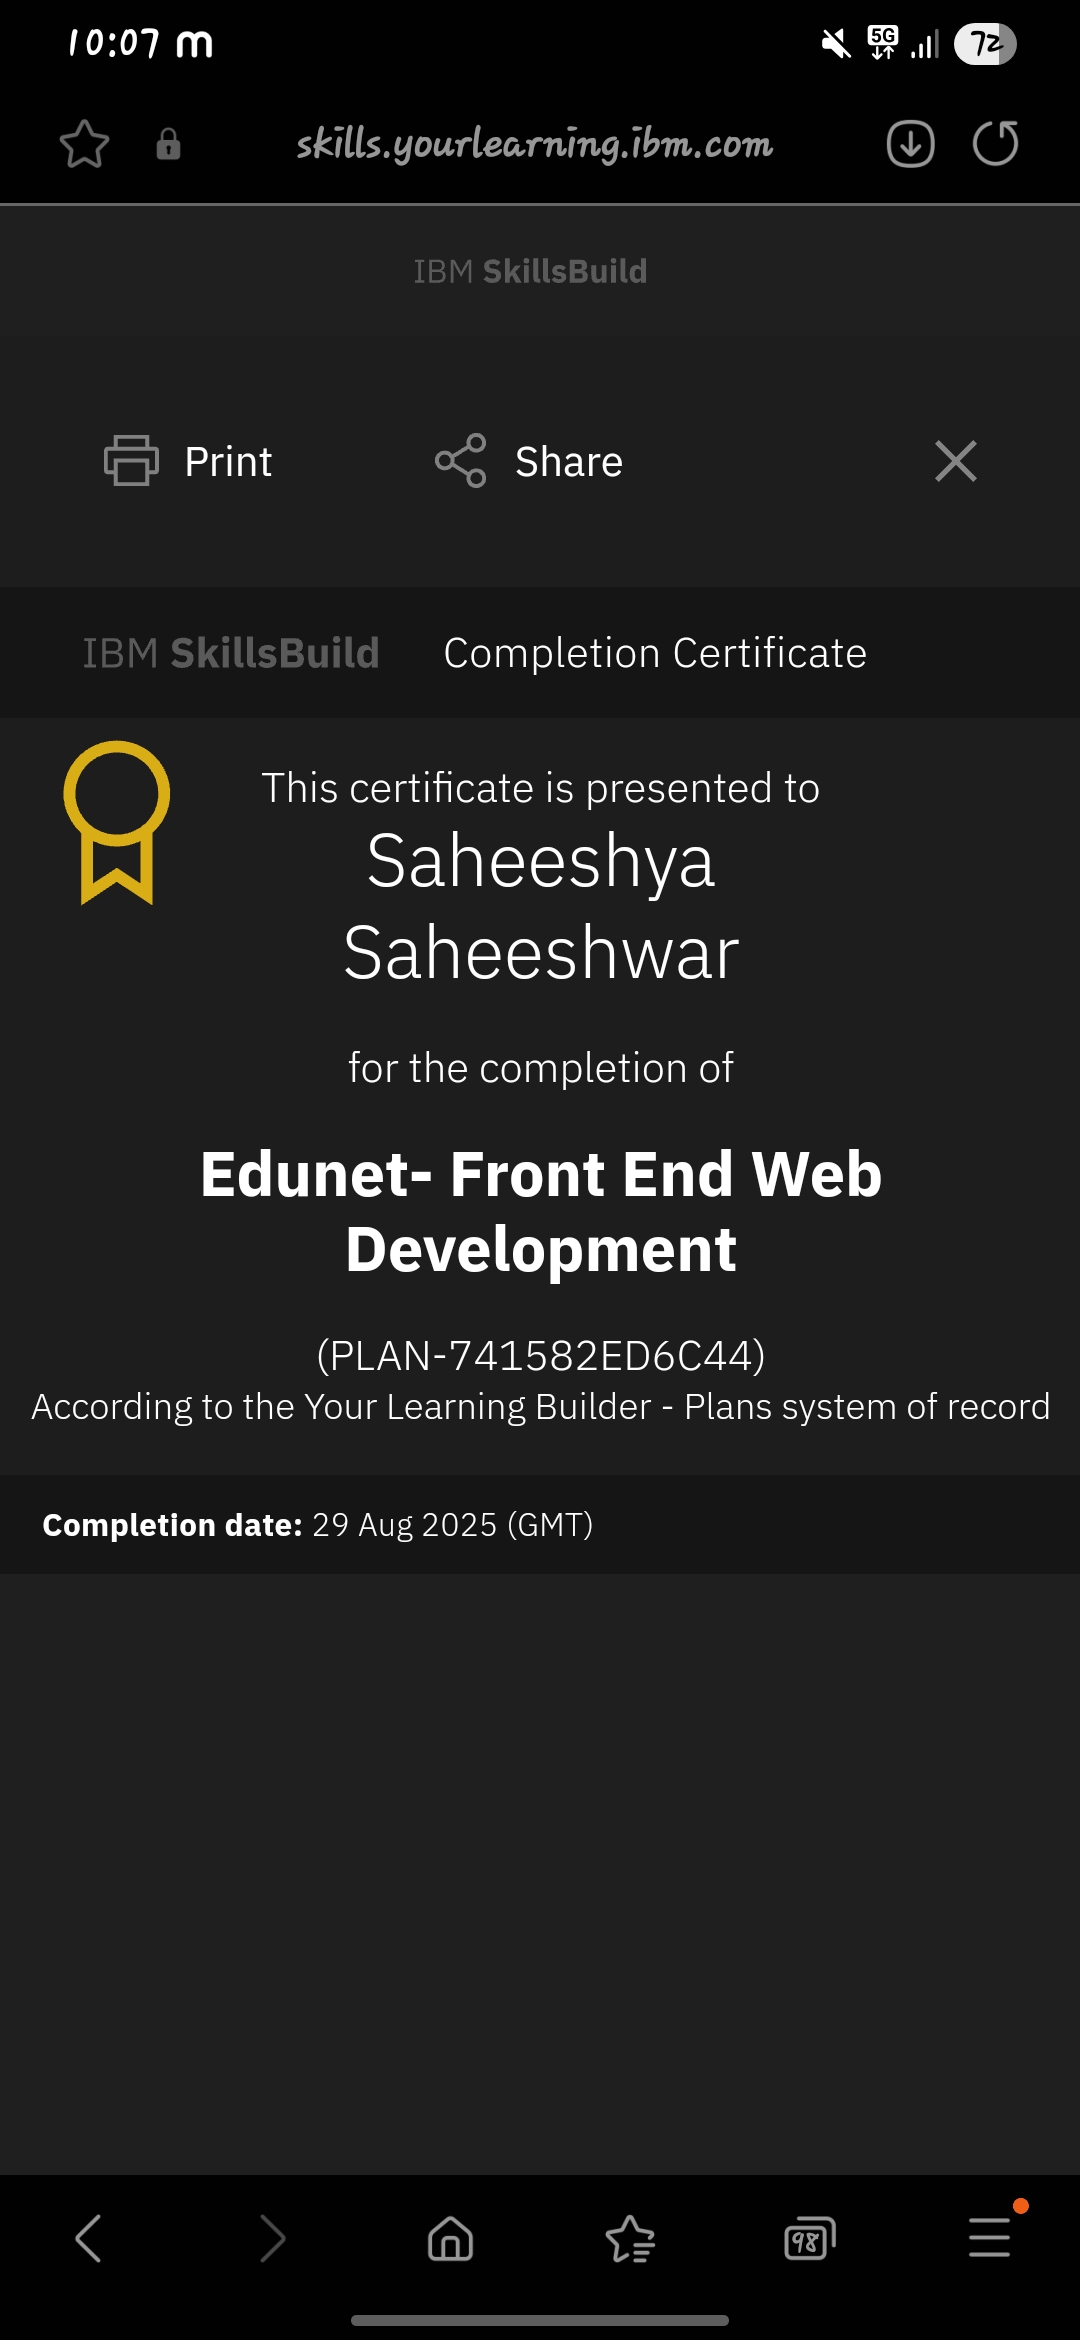 10:07 m 5G 72
skills.yourlearning.ibm.com
IBM SkillsBuild
Print Share
IBM SkillsBuild Completion Certificate
This certificate is presented to
Saheeshya
Saheeshwar
for the completion of
Edunet- Front End Web
Development
(PLAN-741582ED6C44)
According to the Your Learning Builder - Plans system of record
Completion date: 29 Aug 2025 (GMT)
98